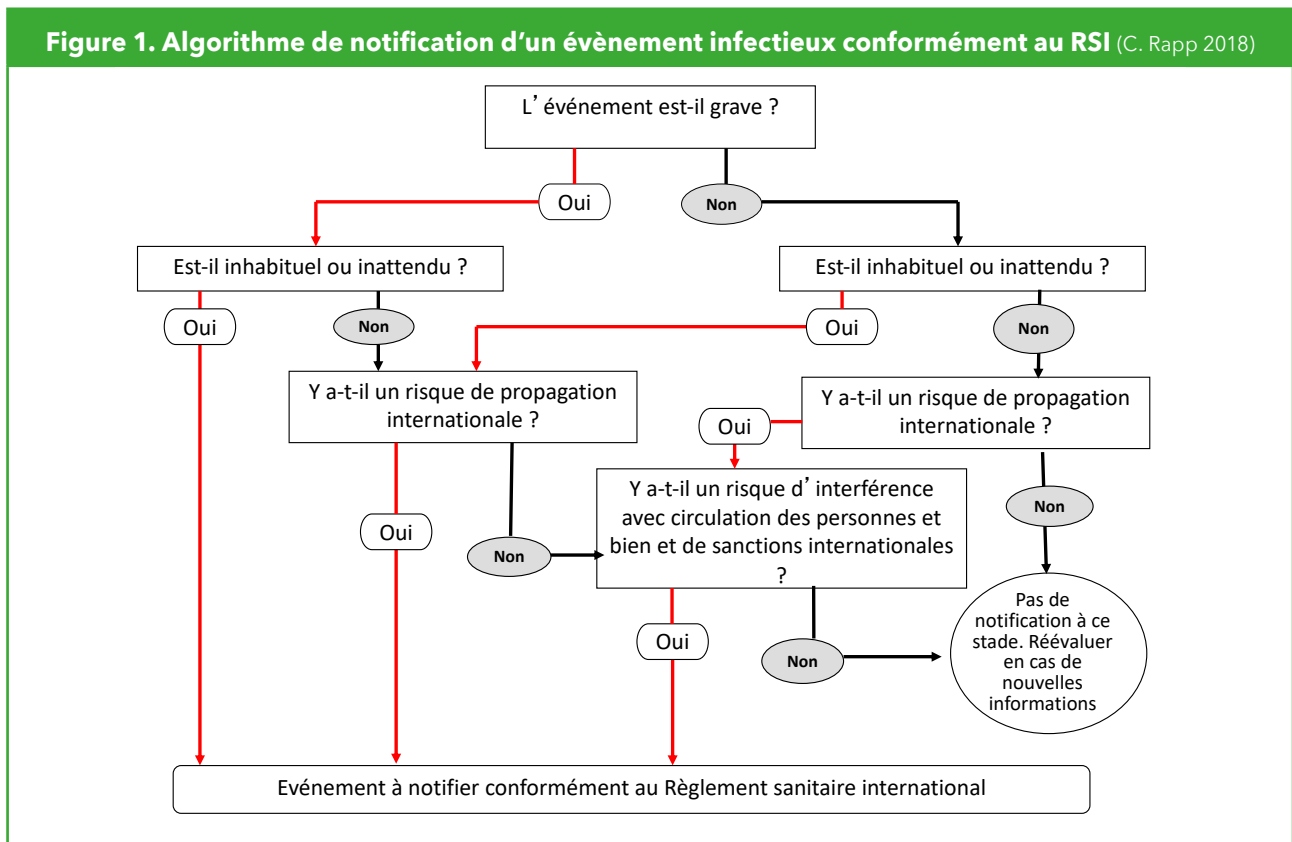 Figure 1. Algorithme de notification d’un évènement infectieux conformément au RSI (C. Rapp 2018)
L’ événement est-il grave ?
Oui
Non
Est-il inhabituel ou inattendu ?
Est-il inhabituel ou inattendu ?
Oui
Non
Oui
Non
Y a-t-il un risque de propagation
internationale ?
Y a-t-il un risque de propagation
internationale ?
Oui
Y a-t-il un risque d’ interférence
avec circulation des personnes et
bien et de sanctions internationales
?
Non
Oui
Non
Pas de
notification à ce
stade. Réévaluer
en cas de
nouvelles
informations
Oui
Non
Evénement à notifier conformément au Règlement sanitaire international